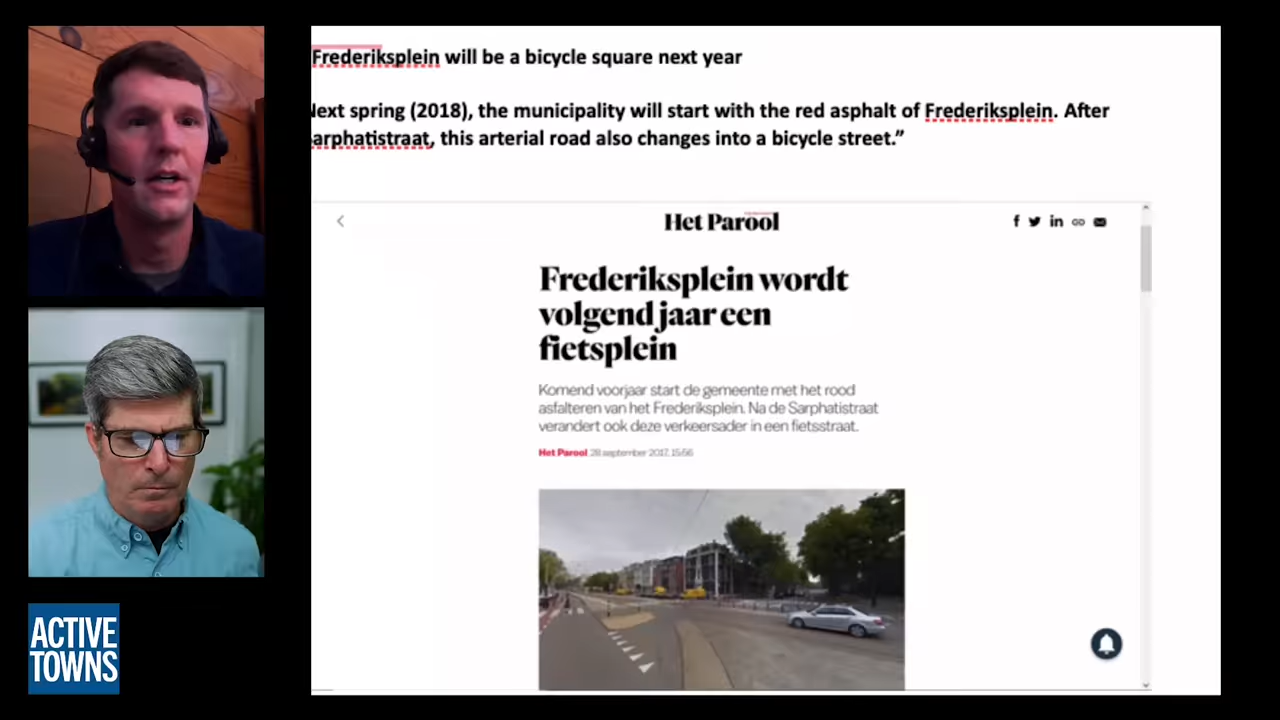 Frederiksplein will be a bicycle square next year
Next spring (2018), the municipality will start with the red asphalt of Frederiksplein. After
Sarphatistraat, this arterial road also changes into a bicycle street.”
Het Parool
f in
Frederiksplein wordt
volgend jaar een
fietsplein
Komend voorjaar start de gemeente met het rood
asfalteren van het Frederiksplein. Na de Sarphatistraat
verandert ook deze verkeersader in een fietsstraat.
Het Parool 28 september 2017, 15:56
ACTIVE
TOWNS